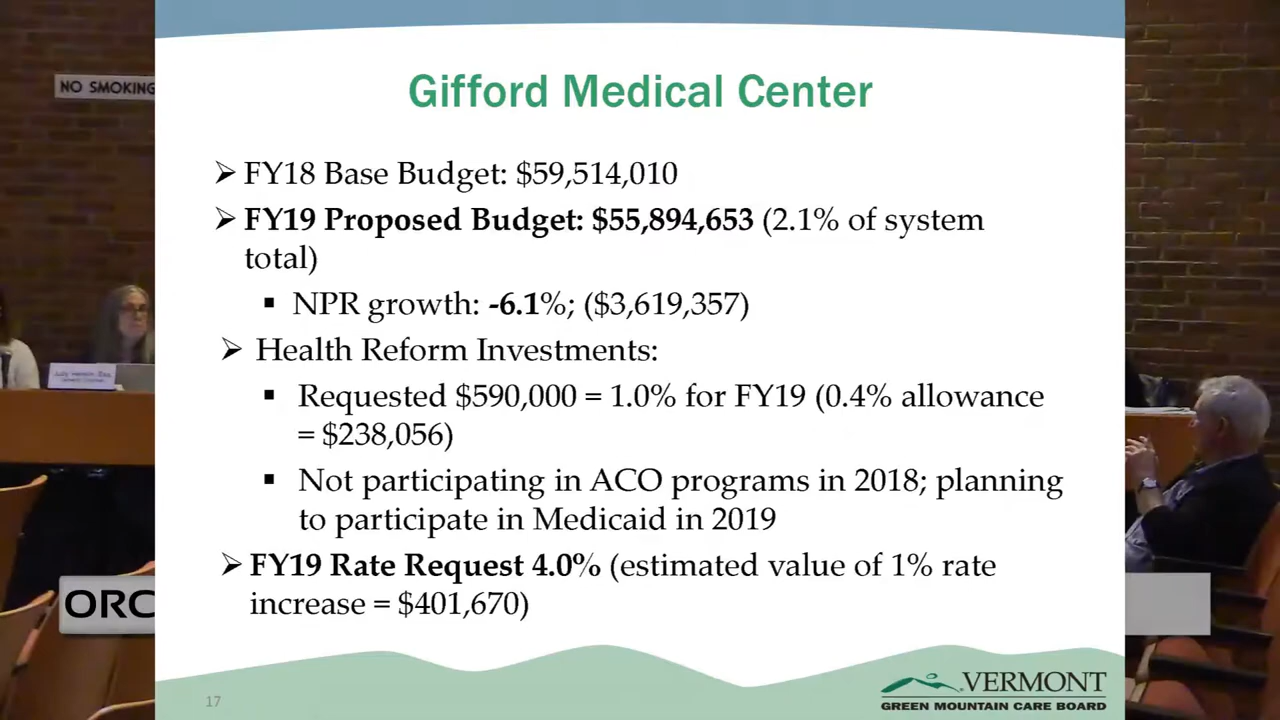 Gifford Medical Center
NO SMOKING
➢ FY18 Base Budget: $59,514,010
➢ FY19 Proposed Budget: $55,894,653 (2.1% of system
total)
▪ NPR growth: -6.1%; ($3,619,357)
➢ Health Reform Investments:
▪ Requested $590,000 = 1.0% for FY19 (0.4% allowance
= $238,056)
▪ Not participating in ACO programs in 2018; planning
to participate in Medicaid in 2019
➢ FY19 Rate Request 4.0% (estimated value of 1% rate
increase = $401,670)
ORC
17
VERMONT
GREEN MOUNTAIN CARE BOARD